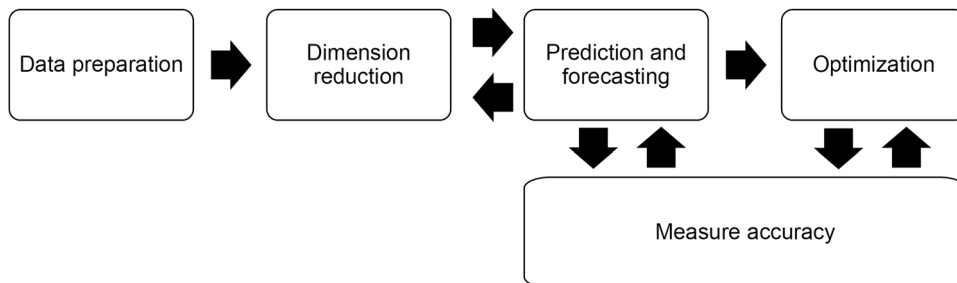 Data preparation
Dimension
reduction
Prediction and
forecasting
Optimization
Measure accuracy